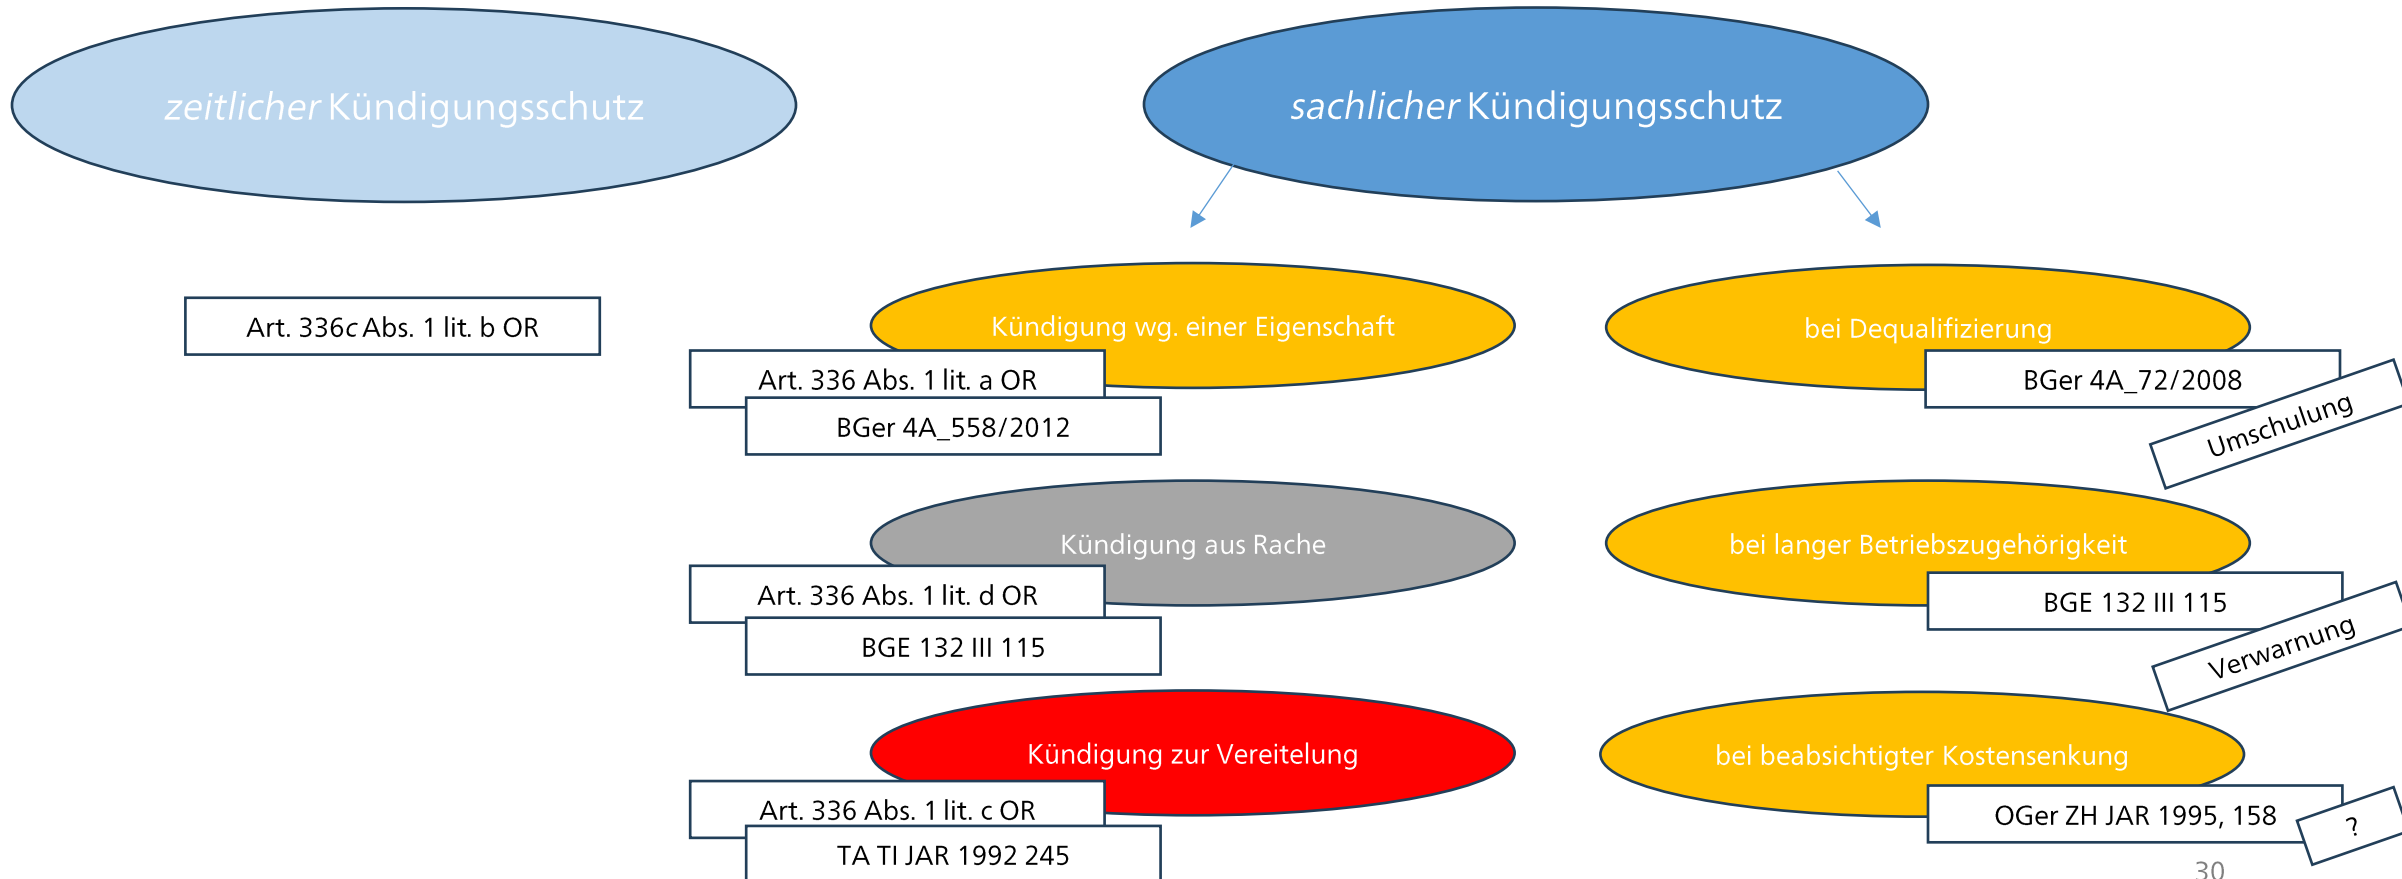 zeitlicher Kündigungsschutz
sachlicher Kündigungsschutz
Art. 336c Abs. 1 lit. b OR
Kündigung wg. einer Eigenschaft
Art. 336 Abs. 1 lit. a OR
BGer 4A_558/2012
bei Dequalifizierung
BGer 4A_72/2008
Umschulung
Kündigung aus Rache
Art. 336 Abs. 1 lit. d OR
BGE 132 III 115
bei langer Betriebszugehörigkeit
BGE 132 III 115
Verwarnung
Kündigung zur Vereitelung
Art. 336 Abs. 1 lit. c OR
TA TI JAR 1992 245
bei beabsichtigter Kostensenkung
OGer ZH JAR 1995, 158
?
30